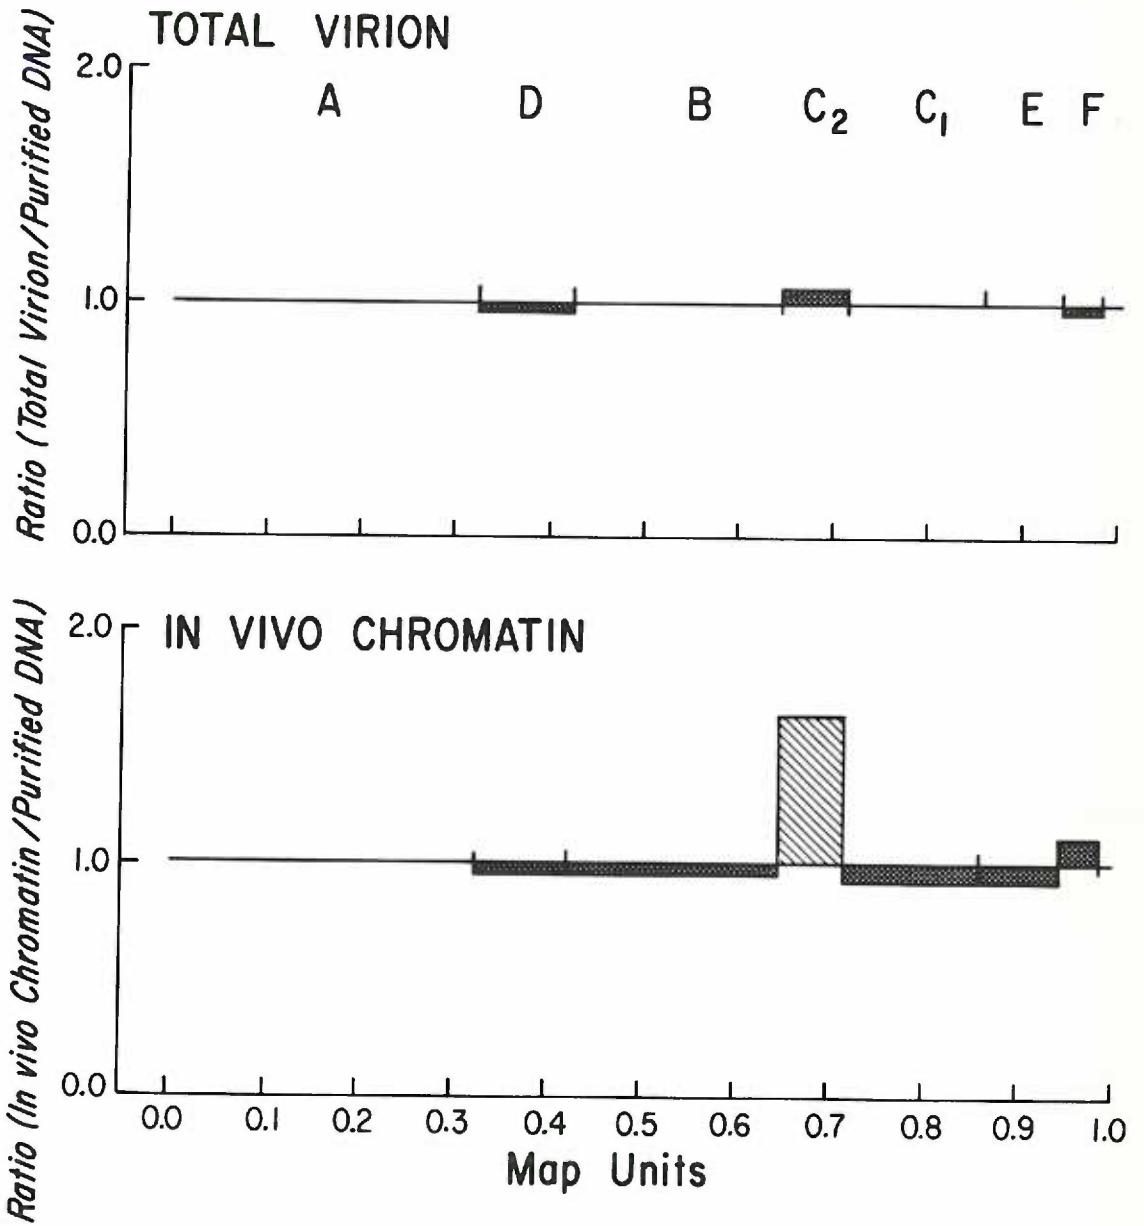 TOTAL VIRION
Ratio (Total Virion/Purified DNA)
2.0
A D B C₂ C₁ E F
1.0
0.0
IN VIVO CHROMATIN
Ratio (In vivo Chromatin/Purified DNA)
2.0
1.0
0.0
0.0 0.1 0.2 0.3 0.4 0.5 0.6 0.7 0.8 0.9 1.0
Map Units